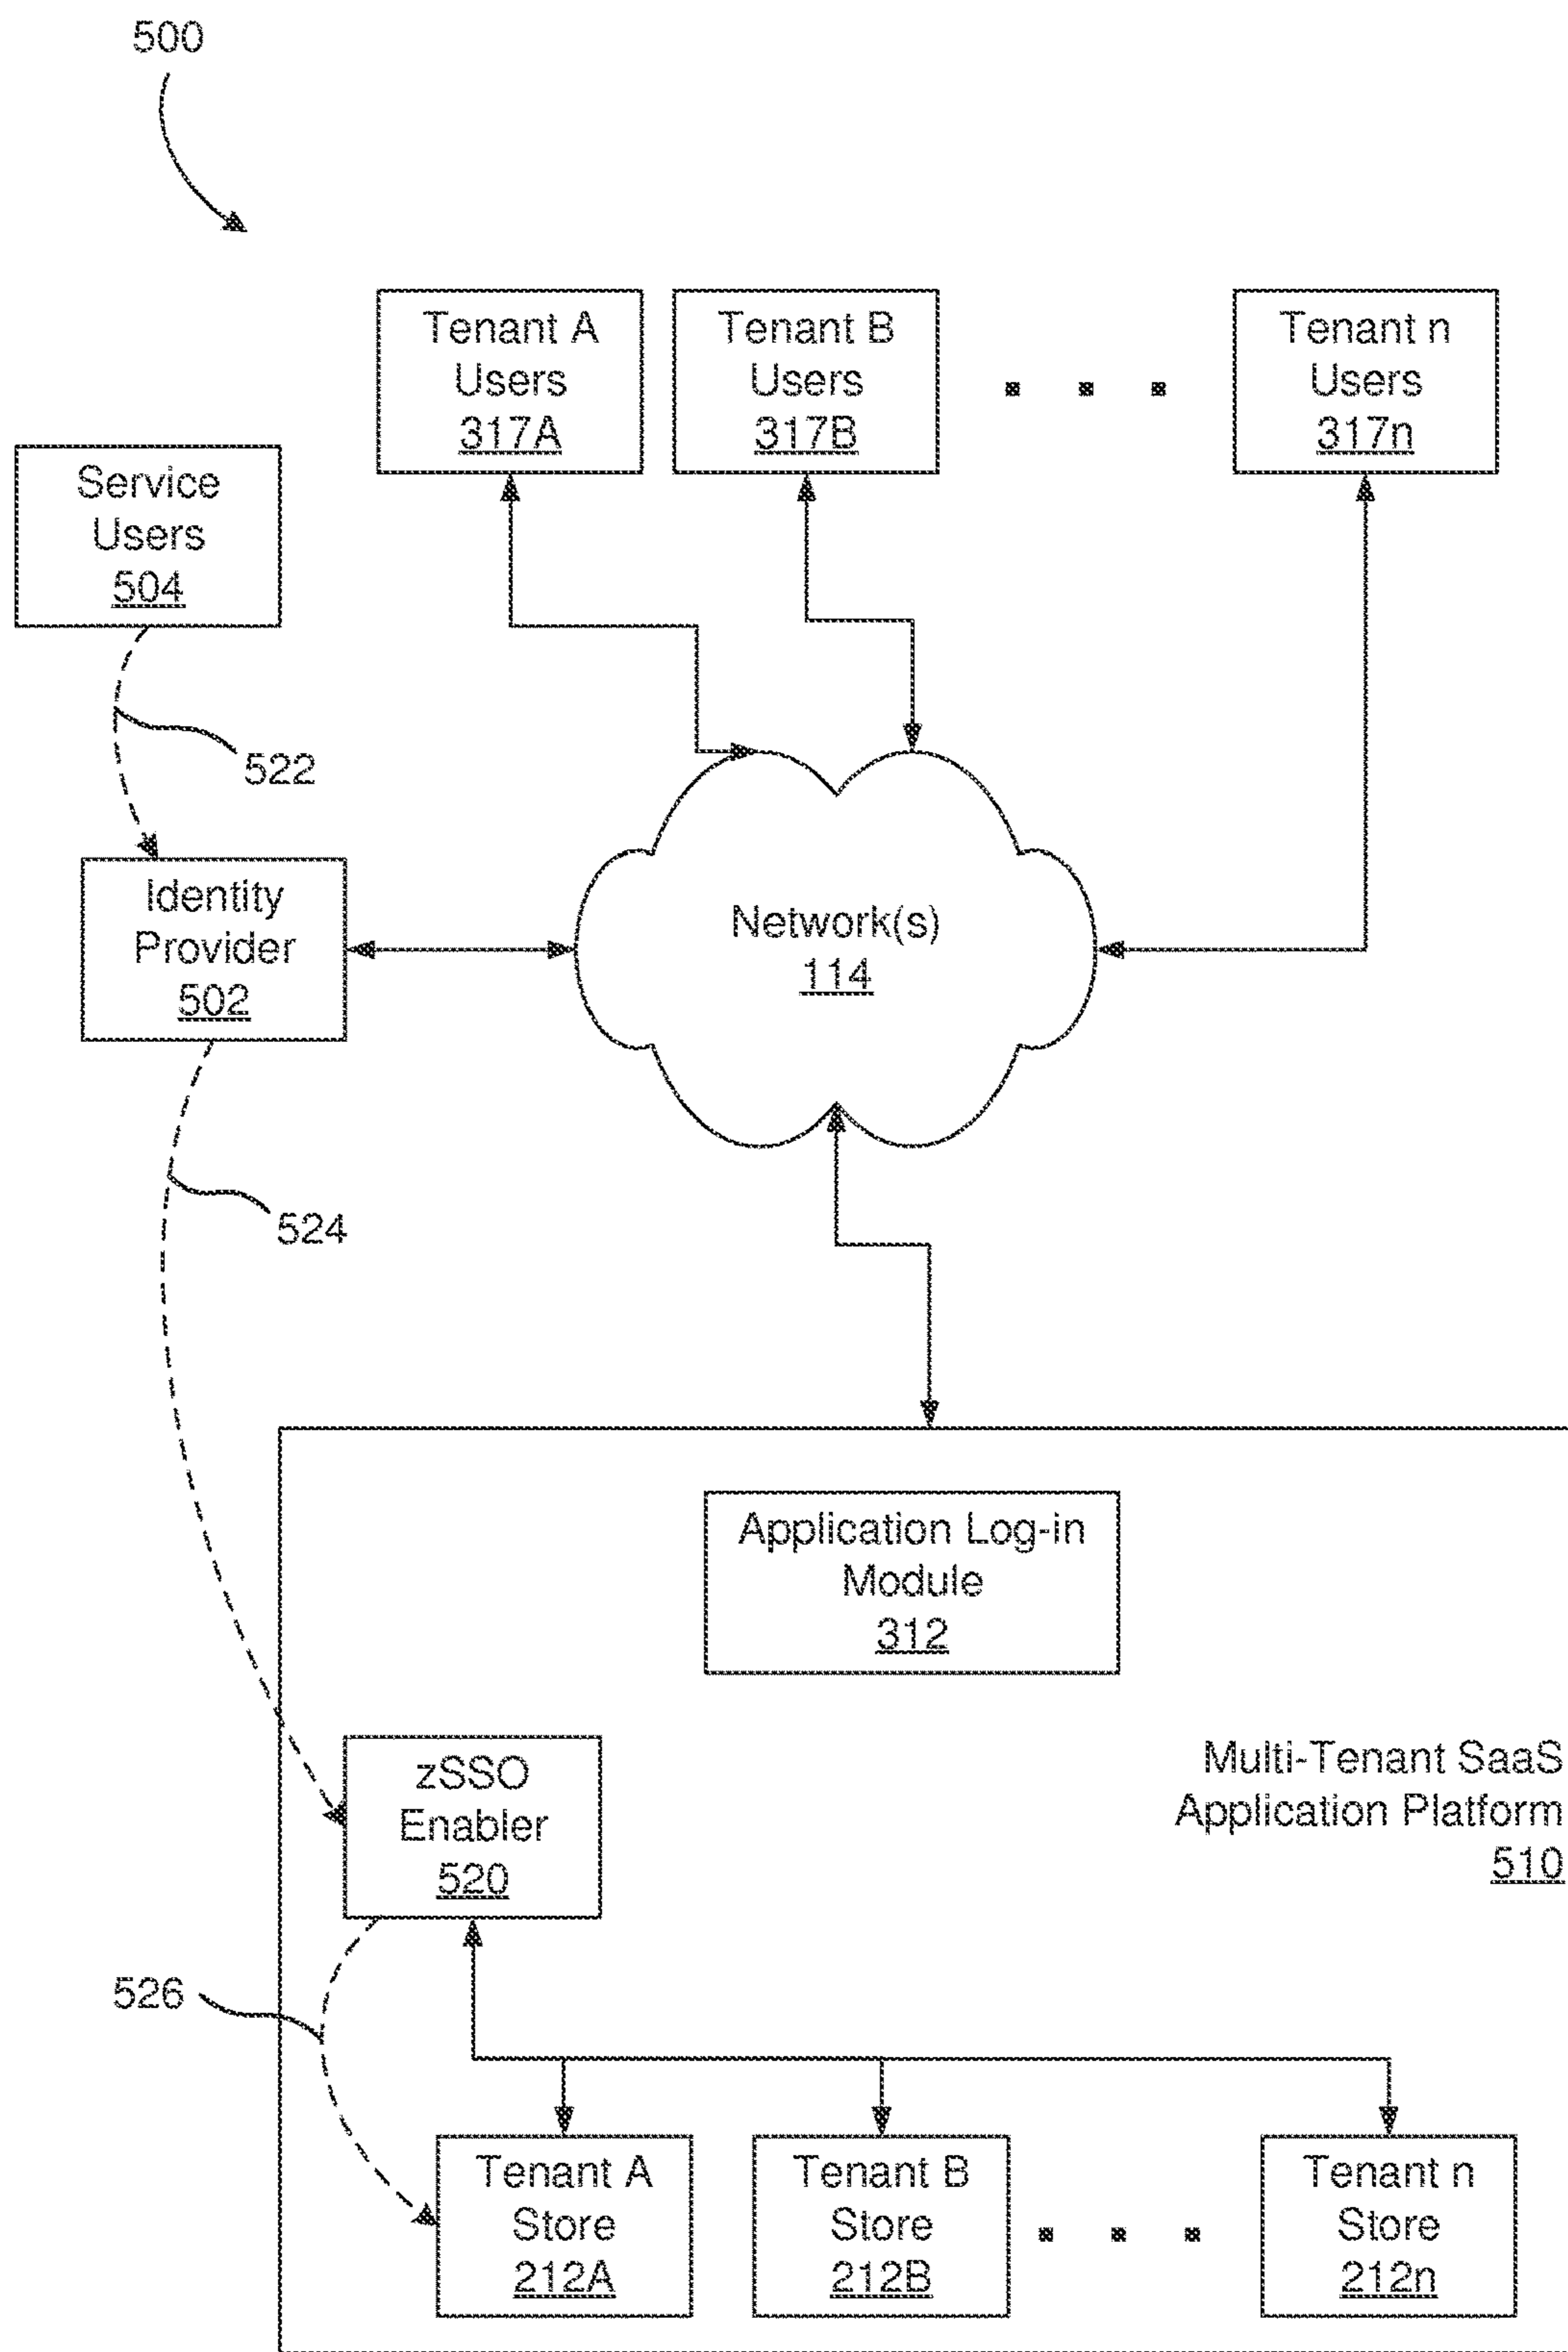 500
Tenant A
Users
317A
Tenant B
Users
317B
Tenant n
Users
317n
Service
Users
504
522
Identity
Provider
502
Network(s)
114
524
Application Log-in
Module
312
zSSO
Enabler
520
Multi-Tenant SaaS
Application Platform
510
526
Tenant A
Store
212A
Tenant B
Store
212B
Tenant n
Store
212n